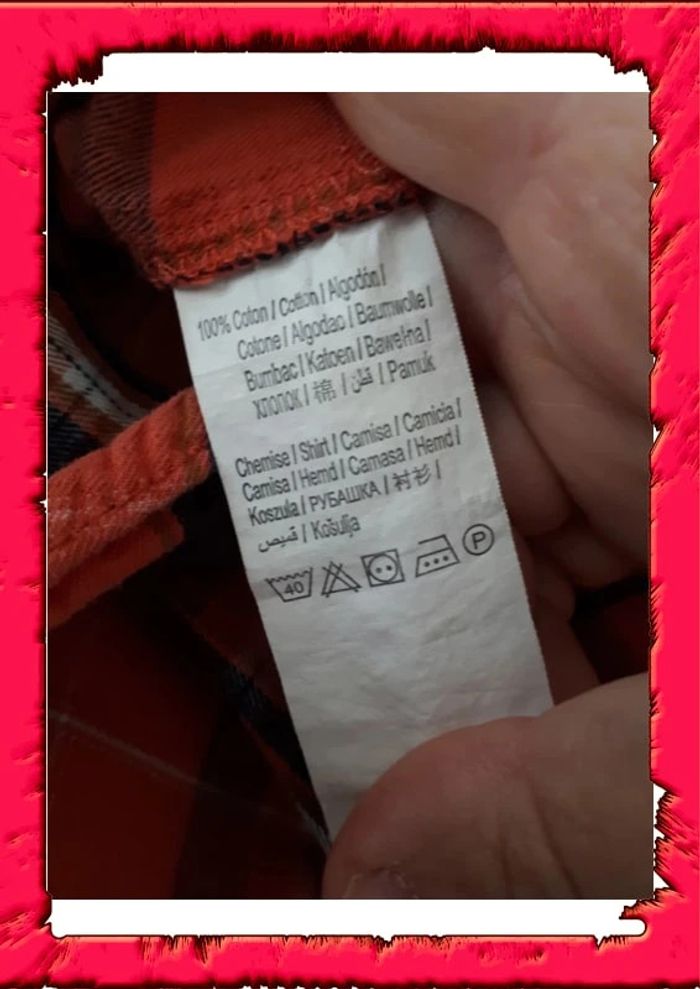 100% Coton / Cotton / Algodón /
Cotone / Algodao / Baumwolle /
Bumbac / Katoen / Bawełna /
ХЛОПОК / 棉 / قطن / Pamuk
Chemise / Shirt / Camisa / Camicia /
Camisa / Hemd / Camasa / Hemd /
Koszula / РУБАШКА / 衬衫 /
قميص / Košulja
40
P